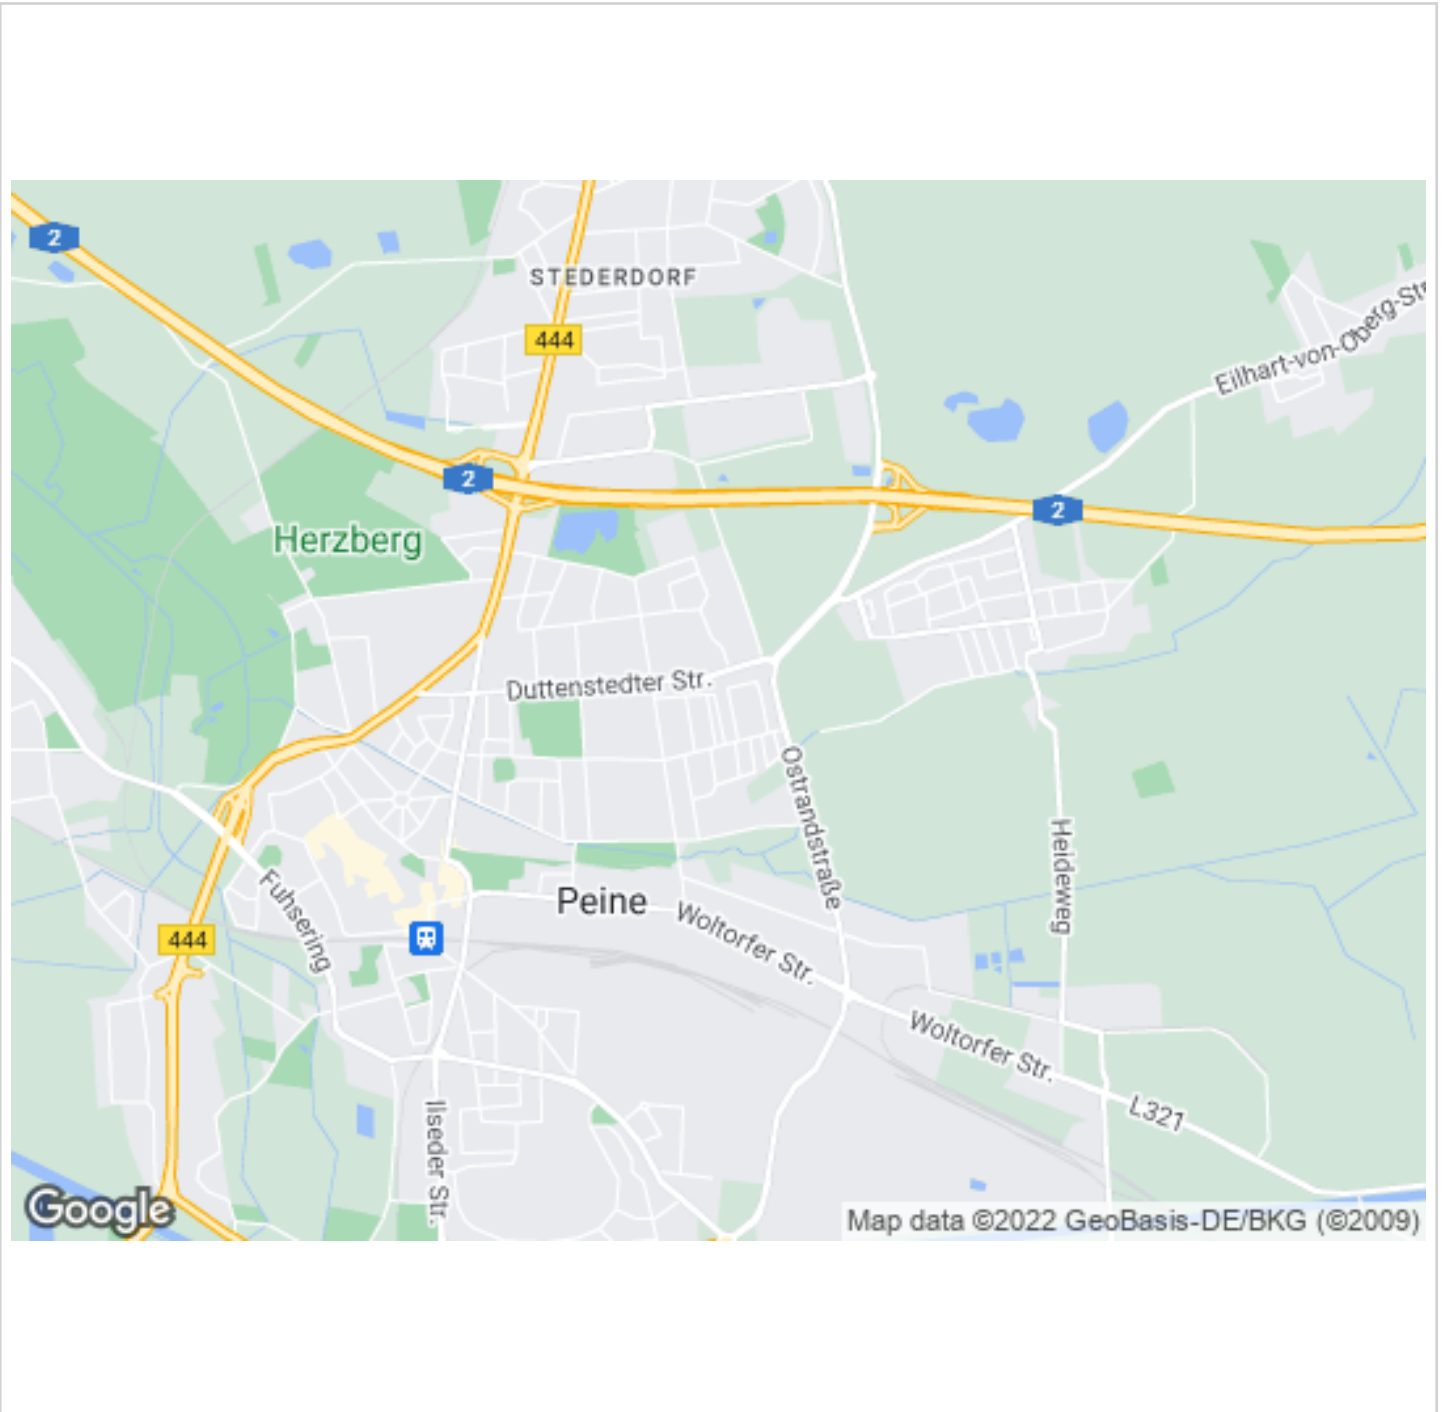 2
STEDERDORF
444
Eilhart-von-Oberg-Str
2
2
Herzberg
Duttenstedter Str.
Ostrandstraße
Heideweg
Fuhsering
Peine
Woltorfer Str.
444
Woltorfer Str.
L321
Ilseder Str.
Google
Map data ©2022 GeoBasis-DE/BKG (©2009)